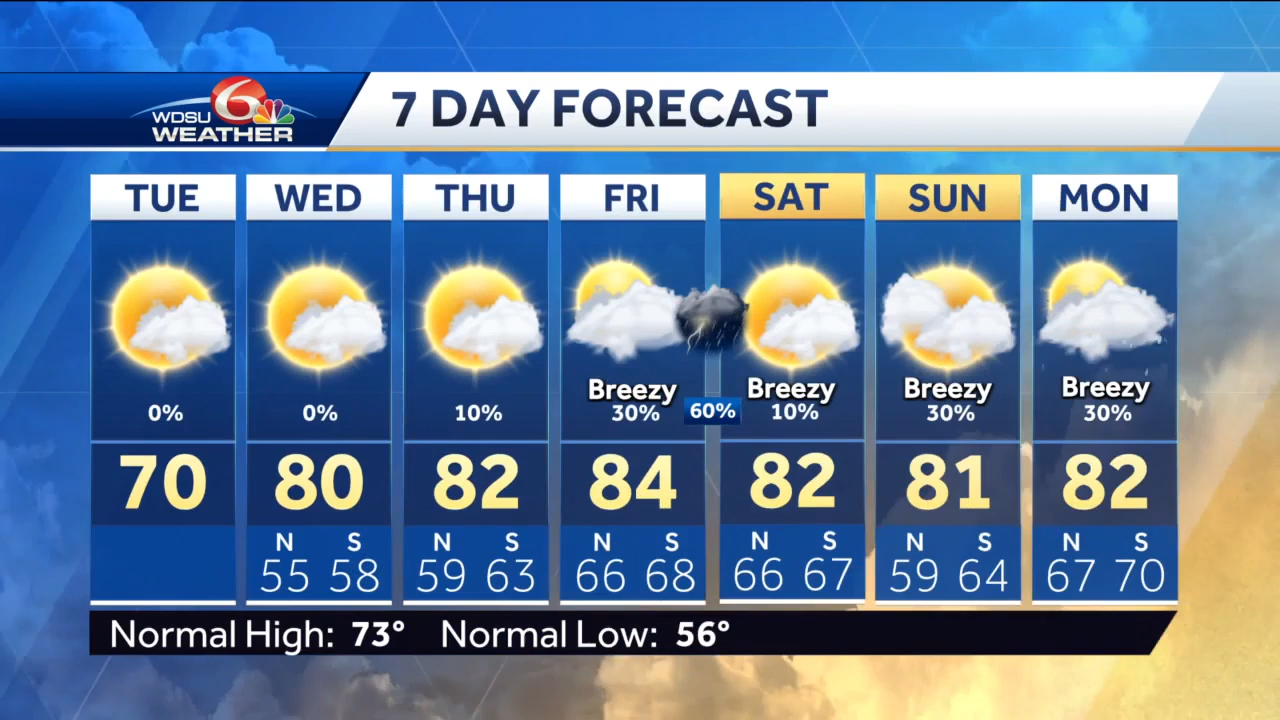 WDSU 6
WEATHER
7 DAY FORECAST
TUE WED THU FRI SAT SUN MON
Breezy Breezy Breezy Breezy
0% 0% 10% 30% 60% 10% 30% 30%
70 80 82 84 82 81 82
N S N S N S N S N S N S
55 58 59 63 66 68 66 67 59 64 67 70
Normal High: 73° Normal Low: 56°